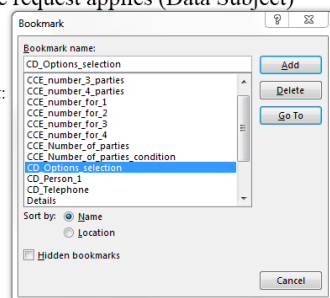 request applies (Data Subject)
Bookmark
Bookmark name:
CD_Options_selection
Add
CCE_number_3_parties
CCE_number_4_parties
CCE_number_for_1
CCE_number_for_2
CCE_number_for_3
CCE_number_for_4
CCE_Number_of_parties
CCE_Number_of_parties_condition
CD_Options_selection
CD_Person_1
CD_Telephone
Details
Delete
Go To
Sort by:
Name
Location
Hidden bookmarks
Cancel